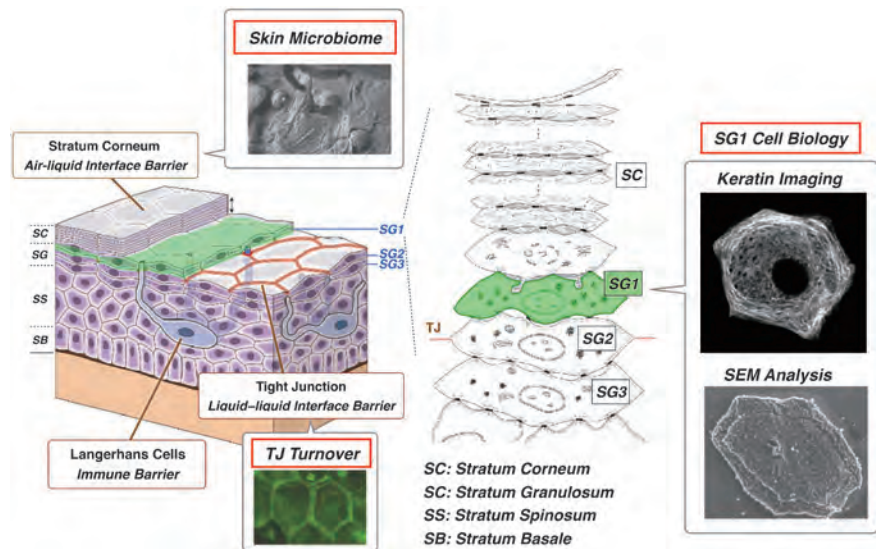 Skin Microbiome
Stratum Corneum
Air-liquid Interface Barrier
SC
SG
SS
SB
SG1
SG2
SG3
Tight Junction
Liquid–liquid Interface Barrier
Langerhans Cells
Immune Barrier
TJ Turnover
SC
SG1
TJ
SG2
SG3
SC: Stratum Corneum
SC: Stratum Granulosum
SS: Stratum Spinosum
SB: Stratum Basale
SG1 Cell Biology
Keratin Imaging
SEM Analysis